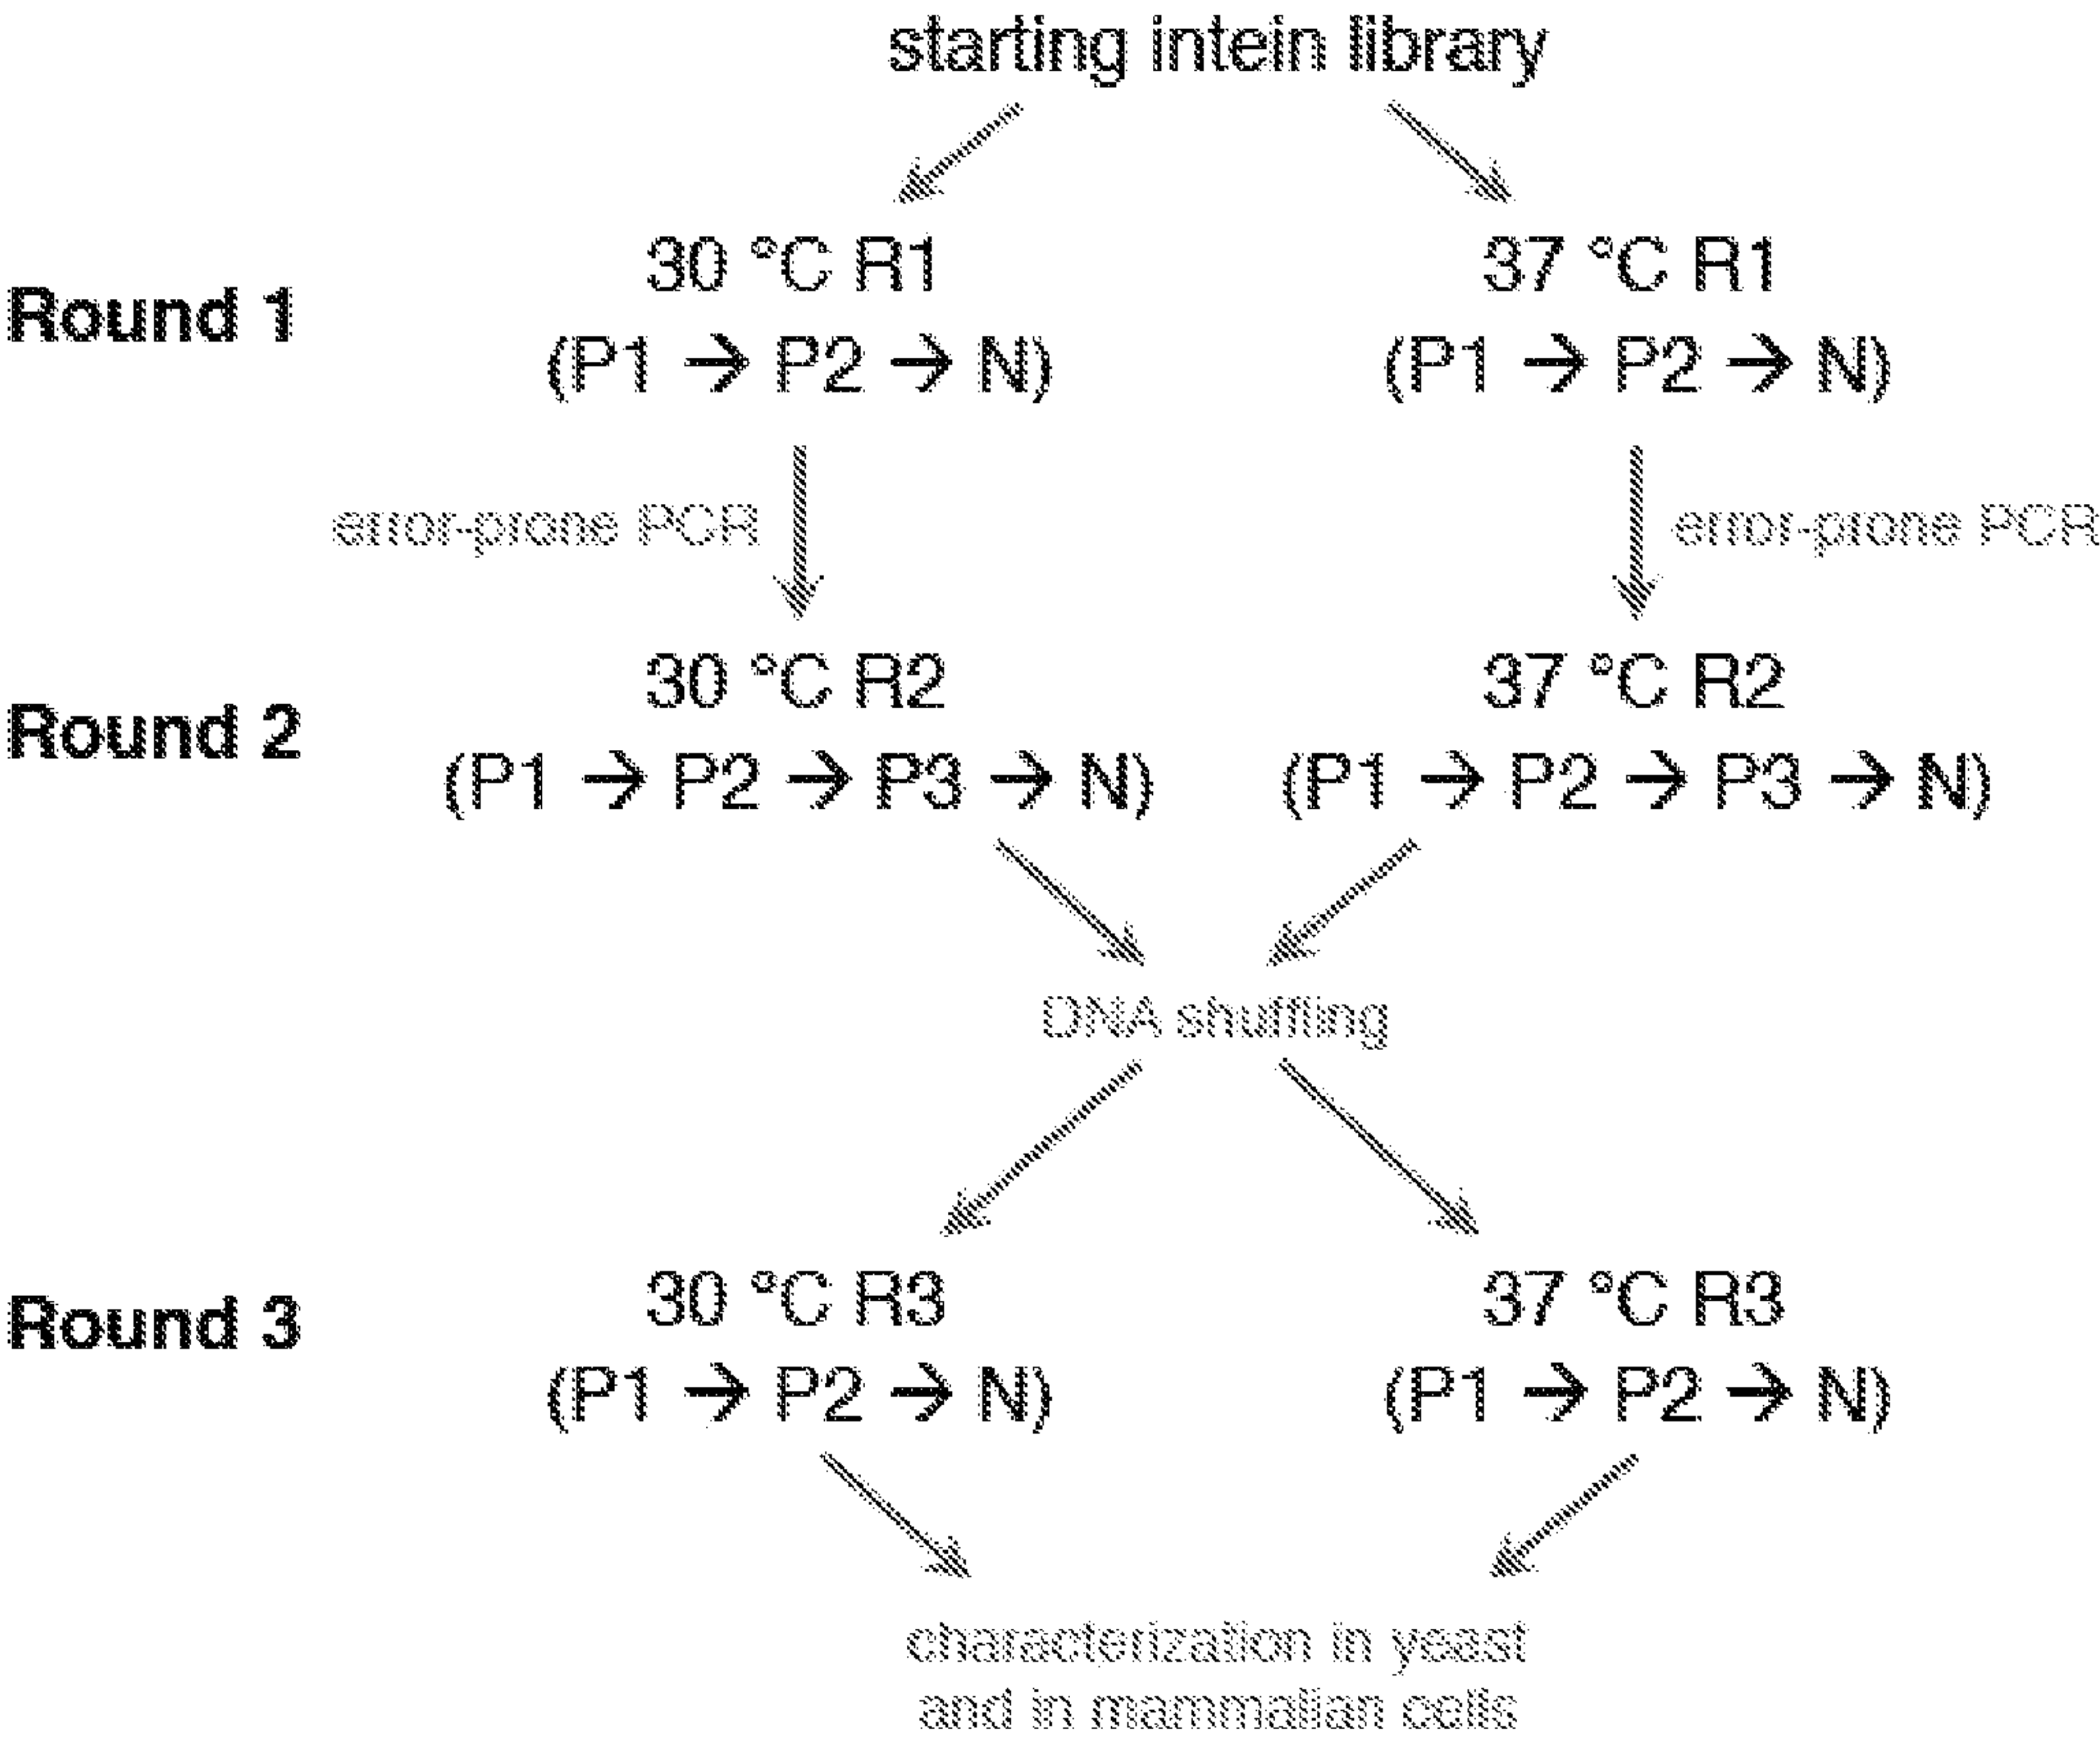 starting intein library
30 °C R1
37 °C R1
Round 1
(P1 → P2 → N)
(P1 → P2 → N)
error-prone PCR
error-prone PCR
30 °C R2
37 °C R2
Round 2
(P1 → P2 → P3 → N)
(P1 → P2 → P3 → N)
DNA shuffling
30 °C R3
37 °C R3
Round 3
(P1 → P2 → N)
(P1 → P2 → N)
characterization in yeast
and in mammalian cells